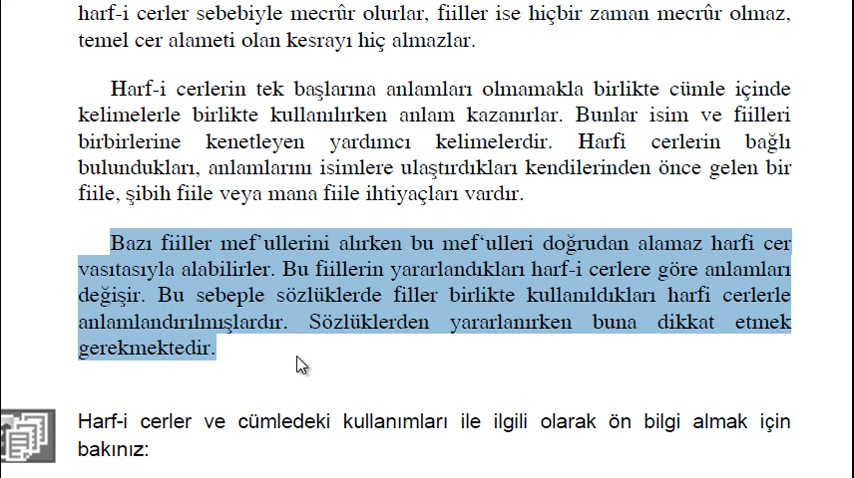 harf-i cerler sebebiyle mecrûr olurlar, fiiller ise hiçbir zaman mecrûr olmaz,
temel cer alameti olan kesrayı hiç almazlar.
Harf-i cerlerin tek başlarına anlamları olmamakla birlikte cümle içinde
kelimelerle birlikte kullanılırken anlam kazanırlar. Bunlar isim ve fiilleri
birbirlerine kenetleyen yardımcı kelimelerdir. Harfi cerlerin bağlı
bulundukları, anlamlarını isimlere ulaştırdıkları kendilerinden önce gelen bir
fiile, şibih fiile veya mana fiile ihtiyaçları vardır.
Bazı fiiller mef’ullerini alırken bu mef‘ulleri doğrudan alamaz harfi cer
vasıtasıyla alabilirler. Bu fiillerin yararlandıkları harf-i cerlere göre anlamları
değişir. Bu sebeple sözlüklerde filler birlikte kullanıldıkları harfi cerlerle
anlamlandırılmışlardır. Sözlüklerden yararlanırken buna dikkat etmek
gerekmektedir.
Harf-i cerler ve cümledeki kullanımları ile ilgili olarak ön bilgi almak için
bakınız: